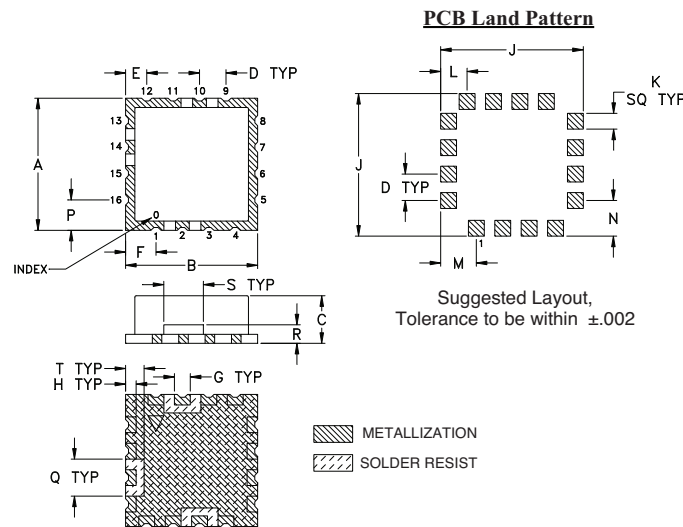 PCB Land Pattern
E
D TYP
12 11 10 9
13
14
15
16
8
7
6
5
A
P
0
1 2 3 4
F
B
INDEX
J
L
K
SQ TYP
J
D TYP
N
1
M
S TYP
C
R
Suggested Layout,
Tolerance to be within ±.002
T TYP
H TYP
G TYP
Q TYP
METALLIZATION
SOLDER RESIST